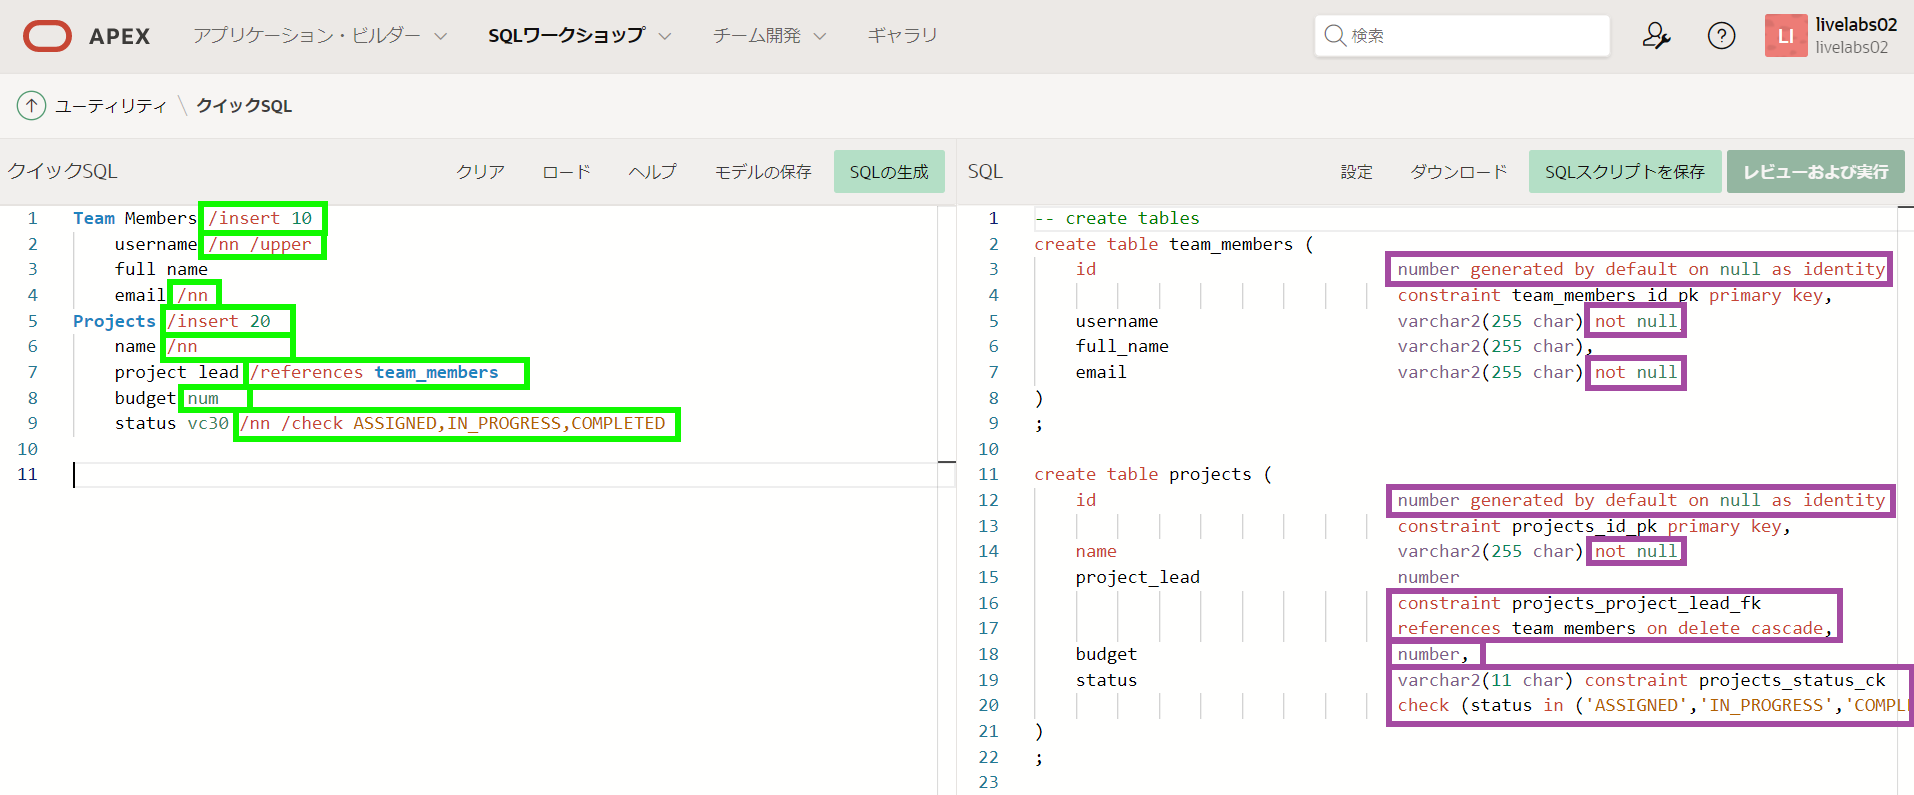 APEX アプリケーション・ビルダー SQLワークショップ チーム開発 ギャラリ 検索 ? LI livelabs02
livelabs02
ユーティリティ \ クイックSQL
クイックSQL クリア ロード ヘルプ モデルの保存 SQLの生成
1 Team Members /insert 10
2 username /nn /upper
3 full name
4 email /nn
5 Projects /insert 20
6 name /nn
7 project lead /references team_members
8 budget num
9 status vc30 /nn /check ASSIGNED,IN_PROGRESS,COMPLETED
10
11
SQL 設定 ダウンロード SQLスクリプトを保存 レビューおよび実行
1 -- create tables
2 create table team_members (
3 id number generated by default on null as identity
4 constraint team_members_id_pk primary key,
5 username varchar2(255 char) not null
6 full_name varchar2(255 char),
7 email varchar2(255 char) not null
8 )
9 ;
10
11 create table projects (
12 id number generated by default on null as identity
13 constraint projects_id_pk primary key,
14 name varchar2(255 char) not null
15 project_lead number
16 constraint projects_project_lead_fk
17 references team_members on delete cascade,
18 budget number,
19 status varchar2(11 char) constraint projects_status_ck
20 check (status in ('ASSIGNED','IN_PROGRESS','COMPL
21 )
22 ;
23